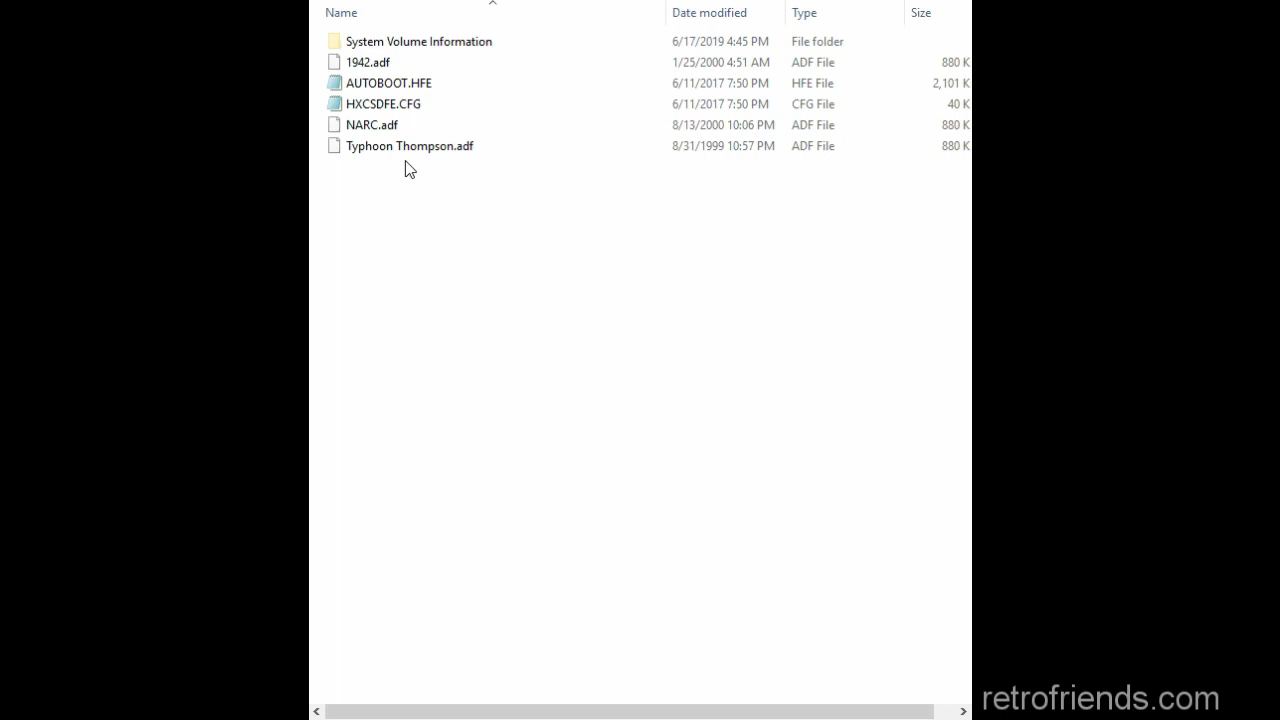 Name Date modified Type Size
System Volume Information 6/17/2019 4:45 PM File folder
1942.adf 1/25/2000 4:51 AM ADF File 880 K
AUTOBOOT.HFE 6/11/2017 7:50 PM HFE File 2,101 K
HXCSDFE.CFG 6/11/2017 7:50 PM CFG File 40 K
NARC.adf 8/13/2000 10:06 PM ADF File 880 K
Typhoon Thompson.adf 8/31/1999 10:57 PM ADF File 880 K
retrofriends.com